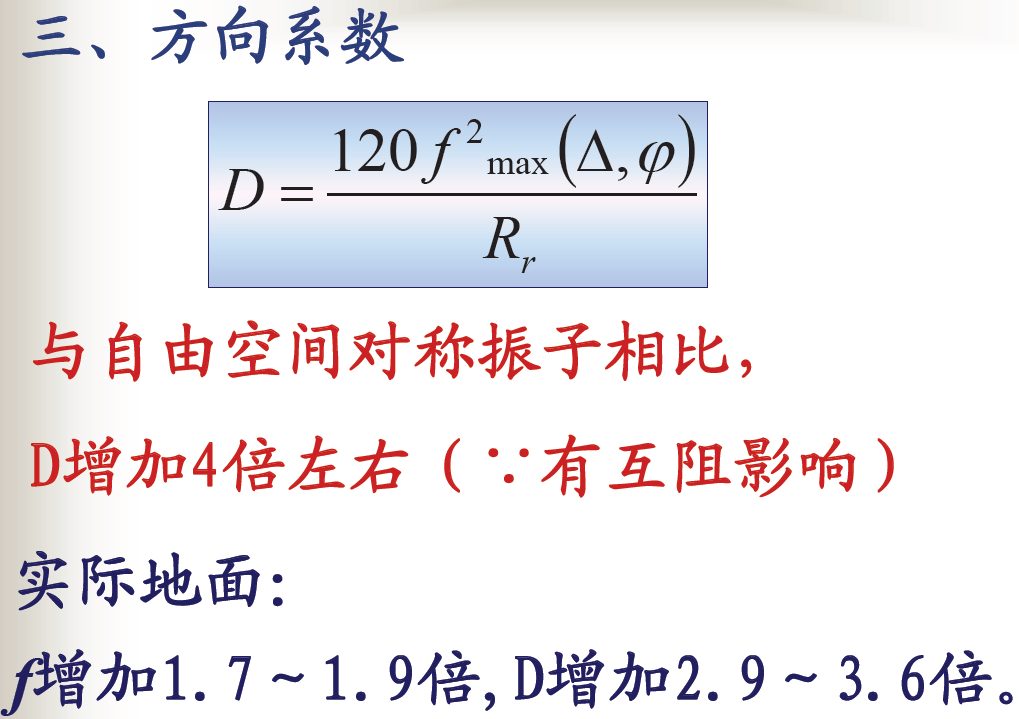 三、方向系数
D = 120 f²max (Δ, φ) / Rr
与自由空间对称振子相比,
D增加4倍左右(∵有互阻影响)
实际地面:
f增加1.7~1.9倍,D增加2.9~3.6倍。